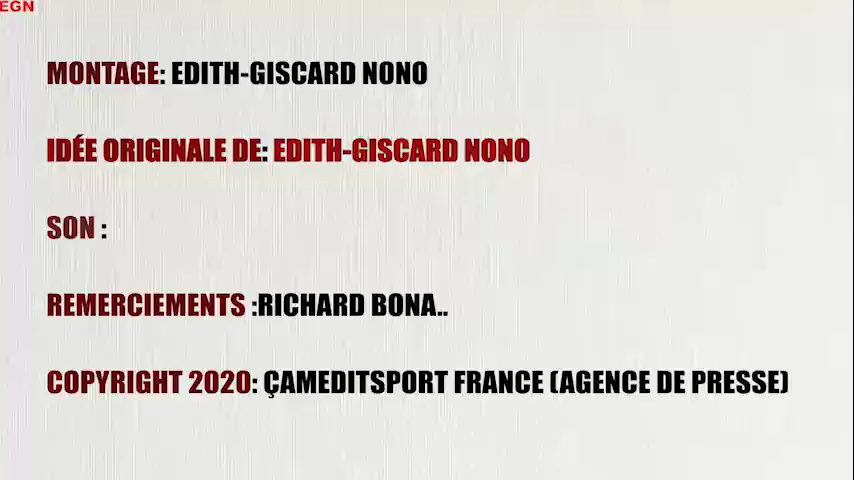 EGN
MONTAGE: EDITH-GISCARD NONO
IDÉE ORIGINALE DE: EDITH-GISCARD NONO
SON :
REMERCIEMENTS :RICHARD BONA..
COPYRIGHT 2020: ÇAMEDITSPORT FRANCE (AGENCE DE PRESSE)